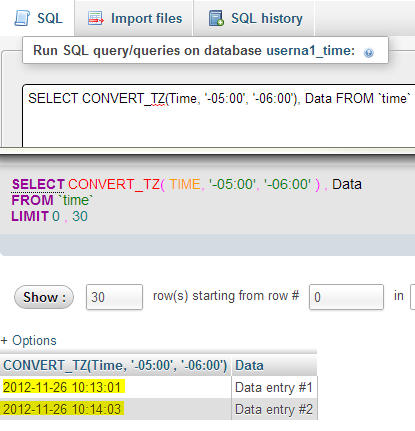 SQL Import files SQL history
Run SQL query/queries on database userna1_time:
SELECT CONVERT_TZ(Time, '-05:00', '-06:00'), Data FROM `time`
SELECT CONVERT_TZ( TIME, '-05:00', '-06:00' ) , Data
FROM `time`
LIMIT 0 , 30
Show : 30 row(s) starting from row # 0 in
+ Options
CONVERT_TZ(Time, '-05:00', '-06:00') Data
2012-11-26 10:13:01 Data entry #1
2012-11-26 10:14:03 Data entry #2